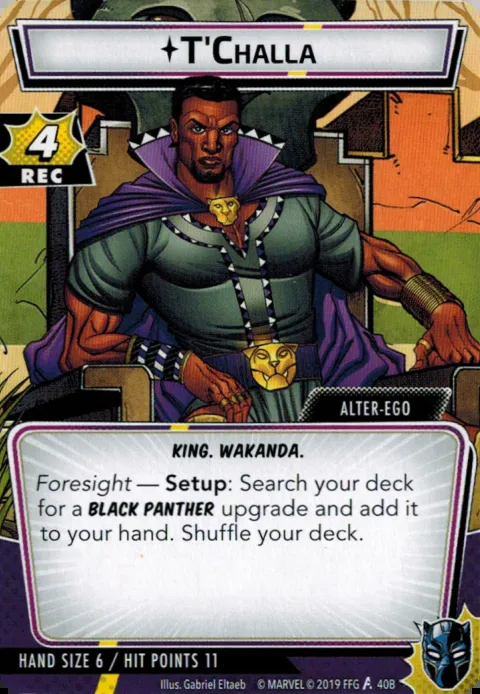 T'CHALLA
4
REC
ALTER-EGO
KING. WAKANDA.
Foresight — Setup: Search your deck
for a BLACK PANTHER upgrade and add it
to your hand. Shuffle your deck.
HAND SIZE 6 / HIT POINTS 11
Illus. Gabriel Eltaeb © MARVEL © 2019 FFG 40B